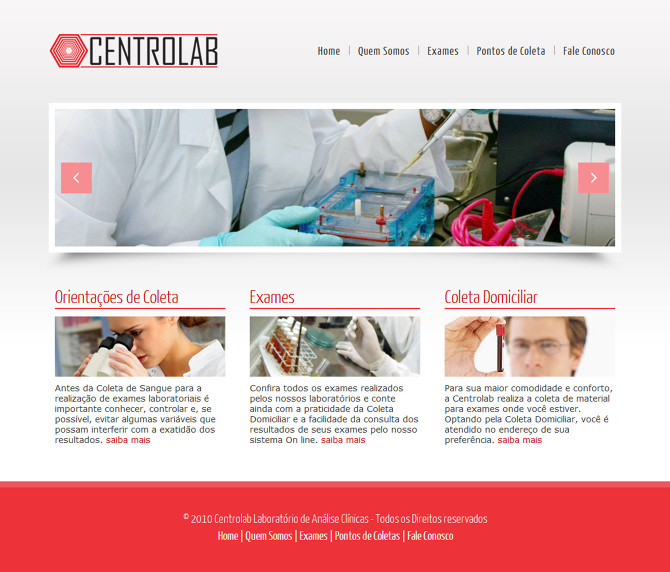 CENTROLAB
Home | Quem Somos | Exames | Pontos de Coleta | Fale Conosco
Orientações de Coleta
Antes da Coleta de Sangue para a
realização de exames laboratoriais é
importante conhecer, controlar e, se
possível, evitar algumas variáveis que
possam interferir com a exatidão dos
resultados. saiba mais
Exames
Confira todos os exames realizados
pelos nossos laboratórios e conte
ainda com a praticidade da Coleta
Domiciliar e a facilidade da consulta dos
resultados de seus exames pelo nosso
sistema On line. saiba mais
Coleta Domiciliar
Para sua maior comodidade e conforto,
a Centrolab realiza a coleta de material
para exames onde você estiver.
Optando pela Coleta Domiciliar, você é
atendido no endereço de sua
preferência. saiba mais
© 2010 Centrolab Laboratório de Análise Clínicas - Todos os Direitos reservados
Home | Quem Somos | Exames | Pontos de Coletas | Fale Conosco